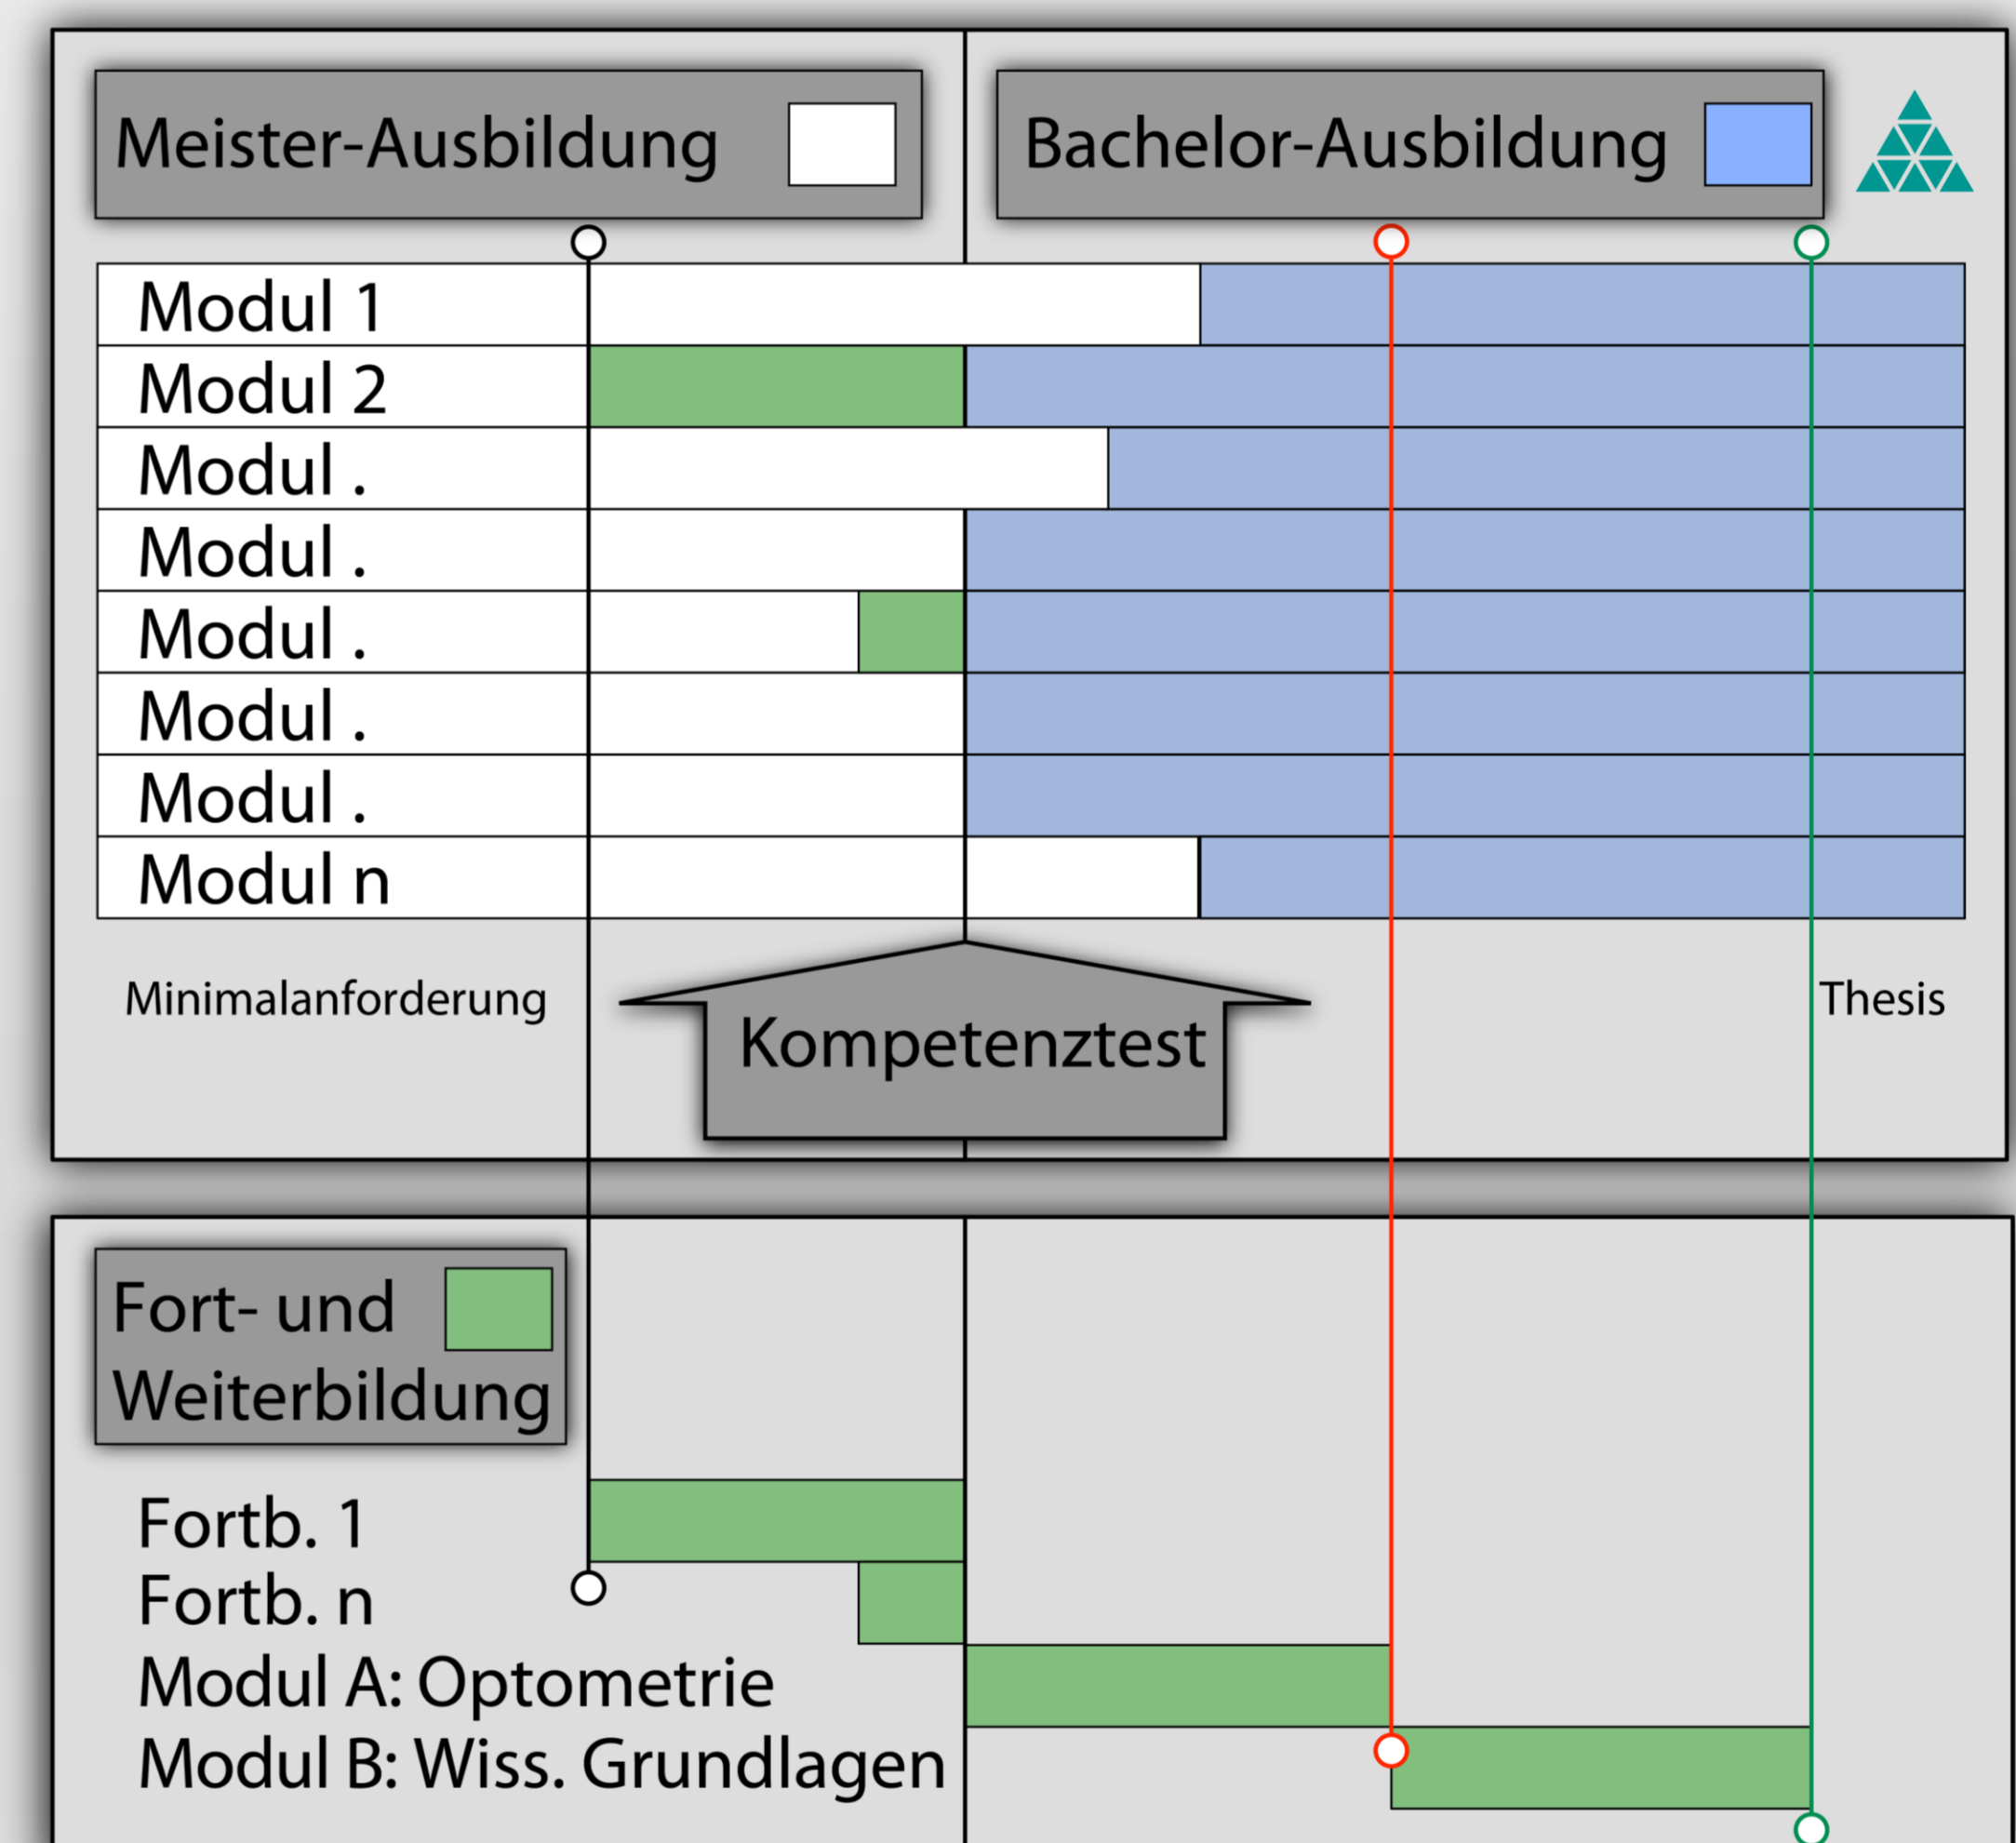 Meister-Ausbildung
Bachelor-Ausbildung
Modul 1
Modul 2
Modul .
Modul .
Modul .
Modul .
Modul .
Modul n
Minimalanforderung
Kompetenztest
Thesis
Fort- und
Weiterbildung
Fortb. 1
Fortb. n
Modul A: Optometrie
Modul B: Wiss. Grundlagen